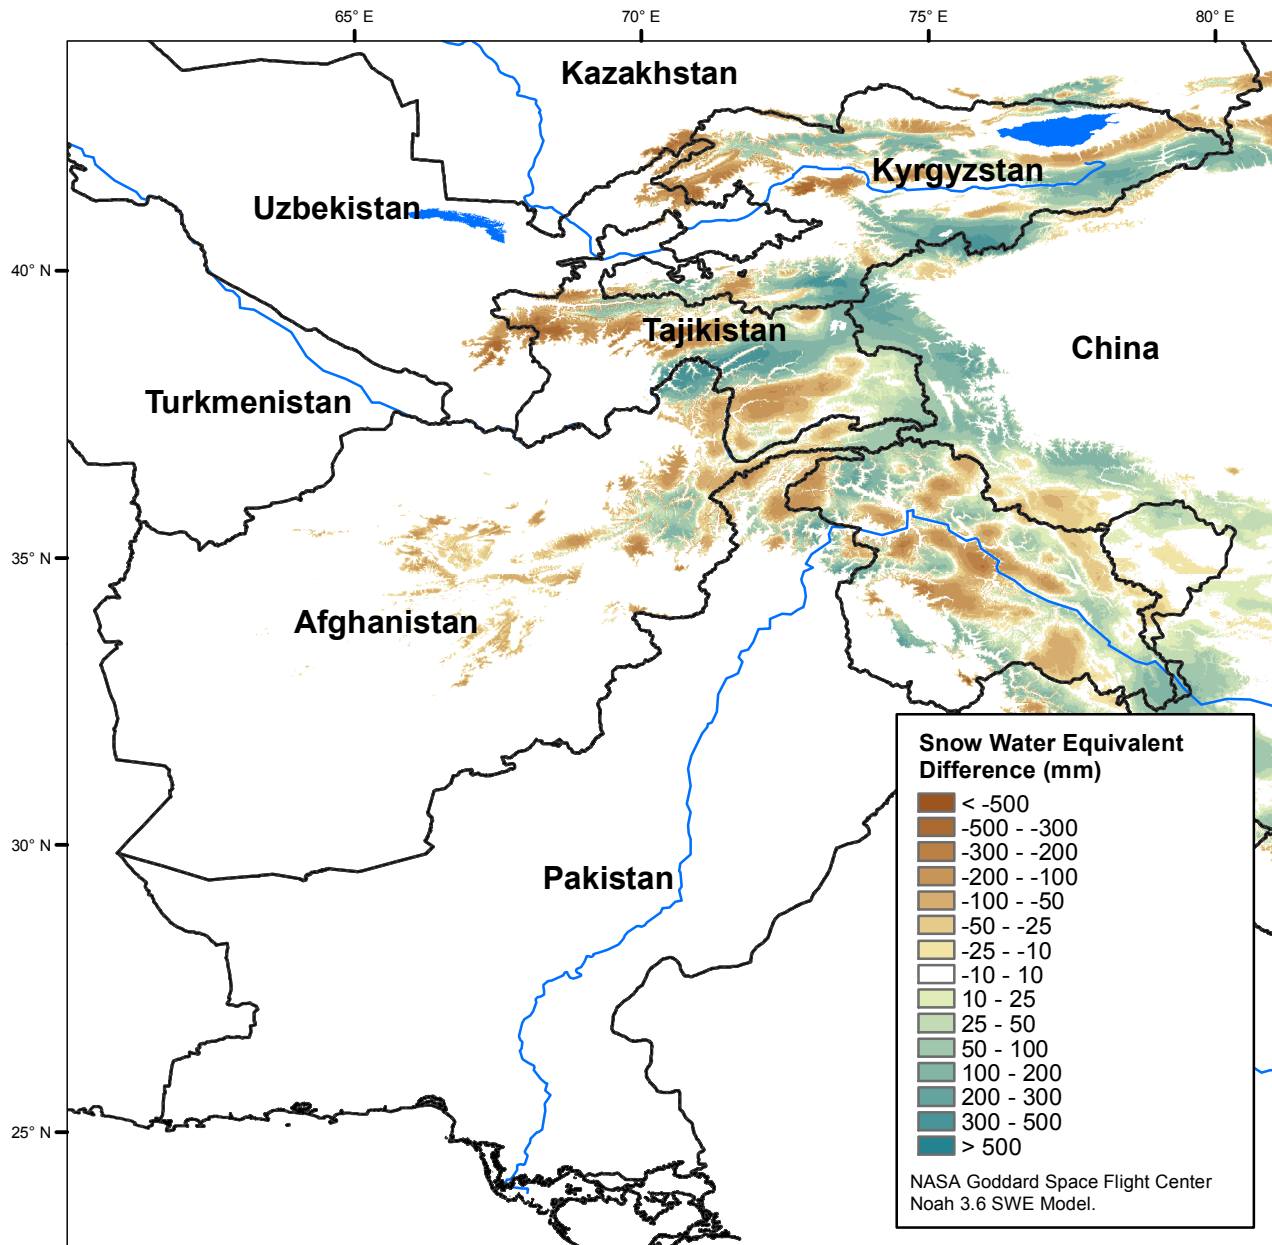 65° E
70° E
75° E
80° E
Kazakhstan
Kyrgyzstan
Uzbekistan
40° N
Tajikistan
China
Turkmenistan
35° N
Afghanistan
Snow Water Equivalent
Difference (mm)
< -500
-500 - -300
-300 - -200
-200 - -100
-100 - -50
-50 - -25
-25 - -10
-10 - 10
10 - 25
25 - 50
50 - 100
100 - 200
200 - 300
300 - 500
> 500
30° N
Pakistan
25° N
NASA Goddard Space Flight Center
Noah 3.6 SWE Model.